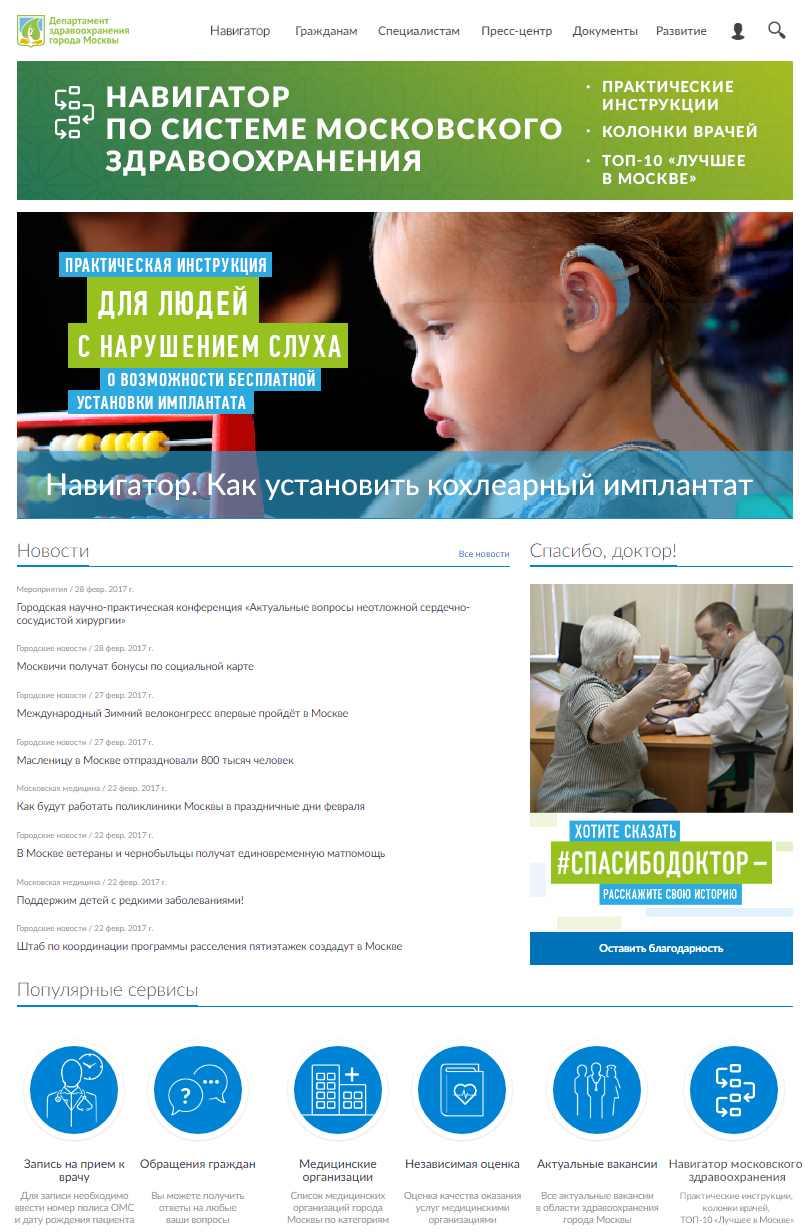 Департамент
здравоохранения
города Москвы
Навигатор
Гражданам
Специалистам
Пресс-центр
Документы
Развитие
НАВИГАТОР
ПО СИСТЕМЕ МОСКОВСКОГО
ЗДРАВООХРАНЕНИЯ
· ПРАКТИЧЕСКИЕ
ИНСТРУКЦИИ
· КОЛОНКИ ВРАЧЕЙ
· ТОП-10 «ЛУЧШЕЕ
В МОСКВЕ»
ПРАКТИЧЕСКАЯ ИНСТРУКЦИЯ
ДЛЯ ЛЮДЕЙ
С НАРУШЕНИЕМ СЛУХА
О ВОЗМОЖНОСТИ БЕСПЛАТНОЙ
УСТАНОВКИ ИМПЛАНТАТА
Навигатор. Как установить кохлеарный имплантат
Новости
Все новости
Мероприятия / 28 февр. 2017 г.
Городская научно-практическая конференция «Актуальные вопросы неотложной сердечно-
сосудистой хирургии»
Городские новости / 28 февр. 2017 г.
Москвичи получат бонусы по социальной карте
Городские новости / 27 февр. 2017 г.
Международный Зимний велоконгресс впервые пройдёт в Москве
Городские новости / 27 февр. 2017 г.
Масленицу в Москве отпраздновали 800 тысяч человек
Московская медицина / 22 февр. 2017 г.
Как будут работать поликлиники Москвы в праздничные дни февраля
Городские новости / 22 февр. 2017 г.
В Москве ветераны и чернобыльцы получат единовременную матпомощь
Московская медицина / 22 февр. 2017 г.
Поддержим детей с редкими заболеваниями!
Городские новости / 22 февр. 2017 г.
Штаб по координации программы расселения пятиэтажек создадут в Москве
Спасибо, доктор!
ХОТИТЕ СКАЗАТЬ
#СПАСИБОДОКТОР –
РАССКАЖИТЕ СВОЮ ИСТОРИЮ
Оставить благодарность
Популярные сервисы
Запись на прием к
врачу
Для записи необходимо
ввести номер полиса ОМС
и дату рождения пациента
Обращения граждан
Вы можете получить
ответы на любые
ваши вопросы
Медицинские
организации
Список медицинских
организаций города
Москвы по категориям
Независимая оценка
Оценка качества оказания
услуг медицинскими
организациями
Актуальные вакансии
Все актуальные вакансии
в области здравоохранения
города Москвы
Навигатор московского
здравоохранения
Практические инструкции,
колонки врачей,
ТОП-10 «Лучшее в Москве»